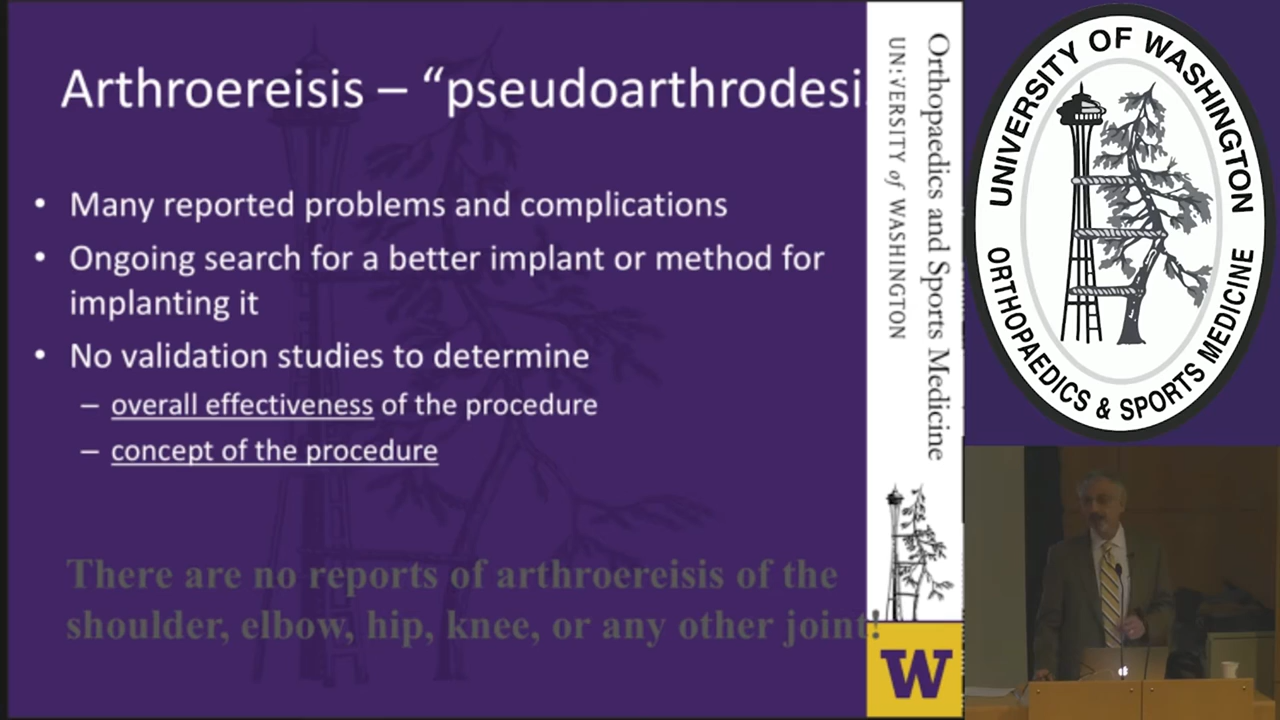 Arthroereisis – “pseudoarthrodesi
• Many reported problems and complications
• Ongoing search for a better implant or method for
implanting it
• No validation studies to determine
– overall effectiveness of the procedure
– concept of the procedure
There are no reports of arthroereisis of the
shoulder, elbow, hip, knee, or any other joint!
Orthopaedics and Sports Medicine
UNIVERSITY of WASHINGTON
W
UNIVERSITY OF WASHINGTON
ORTHOPAEDICS & SPORTS MEDICINE